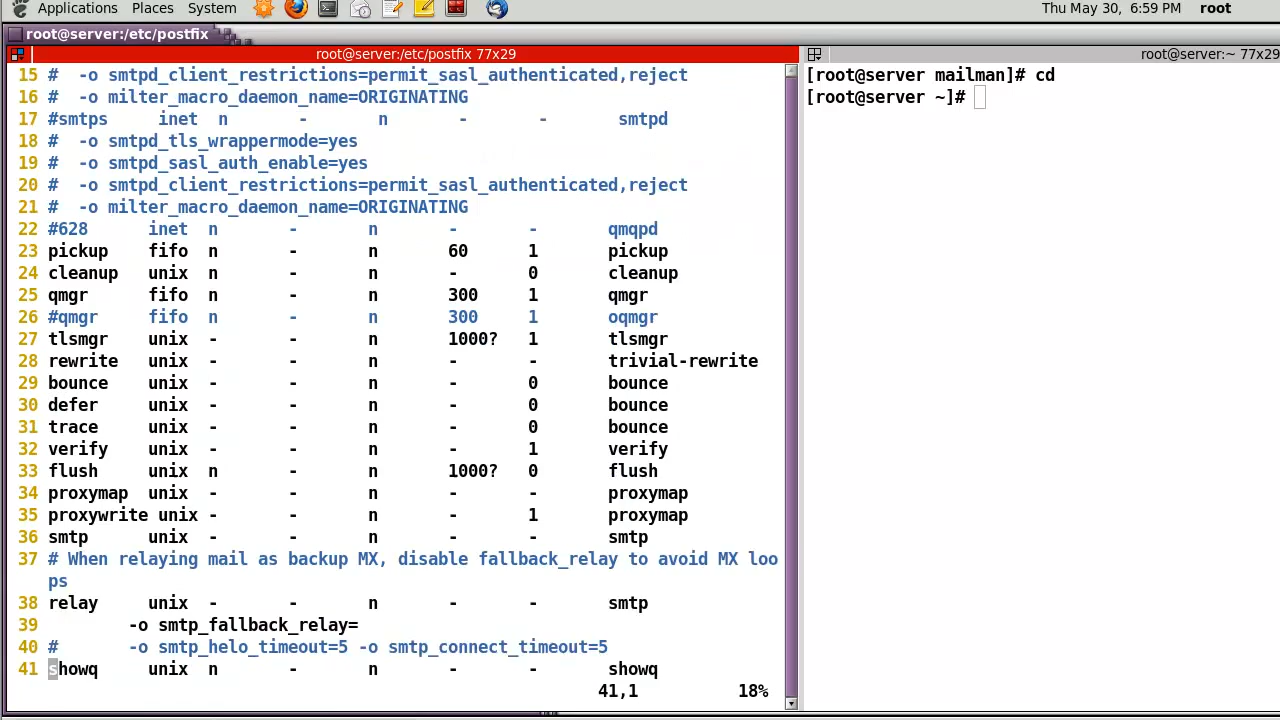 Applications Places System Thu May 30, 6:59 PM root
root@server:/etc/postfix
root@server:/etc/postfix 77x29
15 #  -o smtpd_client_restrictions=permit_sasl_authenticated,reject
16 #  -o milter_macro_daemon_name=ORIGINATING
17 #smtps     inet  n       -       n       -       -       smtpd
18 #  -o smtpd_tls_wrappermode=yes
19 #  -o smtpd_sasl_auth_enable=yes
20 #  -o smtpd_client_restrictions=permit_sasl_authenticated,reject
21 #  -o milter_macro_daemon_name=ORIGINATING
22 #628      inet  n       -       n       -       -       qmqpd
23 pickup    fifo  n       -       n       60      1       pickup
24 cleanup   unix  n       -       n       -       0       cleanup
25 qmgr      fifo  n       -       n       300     1       qmgr
26 #qmgr     fifo  n       -       n       300     1       oqmgr
27 tlsmgr    unix  -       -       n       1000?   1       tlsmgr
28 rewrite   unix  -       -       n       -       -       trivial-rewrite
29 bounce    unix  -       -       n       -       0       bounce
30 defer     unix  -       -       n       -       0       bounce
31 trace     unix  -       -       n       -       0       bounce
32 verify    unix  -       -       n       -       1       verify
33 flush     unix  n       -       n       1000?   0       flush
34 proxymap  unix  -       -       n       -       -       proxymap
35 proxywrite unix -       -       n       -       1       proxymap
36 smtp      unix  -       -       n       -       -       smtp
37 # When relaying mail as backup MX, disable fallback_relay to avoid MX loo
ps
38 relay     unix  -       -       n       -       -       smtp
39         -o smtp_fallback_relay=
40 #       -o smtp_helo_timeout=5 -o smtp_connect_timeout=5
41 showq     unix  n       -       n       -       -       showq
41,1 18%
root@server:~ 77x29
[root@server mailman]# cd
[root@server ~]#